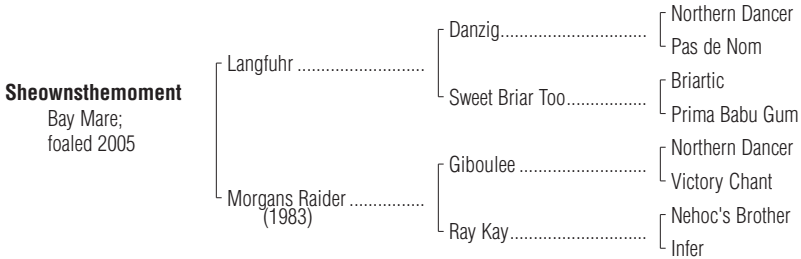 Sheownsthemoment
Bay Mare;
foaled 2005
Langfuhr ..........................
Morgans Raider ................
(1983)
Danzig..............................
Sweet Briar Too.................
Giboulee ..........................
Ray Kay............................
Northern Dancer
Pas de Nom
Briartic
Prima Babu Gum
Northern Dancer
Victory Chant
Nehoc's Brother
Infer